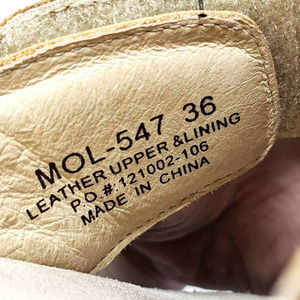 MOL-547 36
LEATHER UPPER &LINING
P.O.#:121002-106
MADE IN CHINA